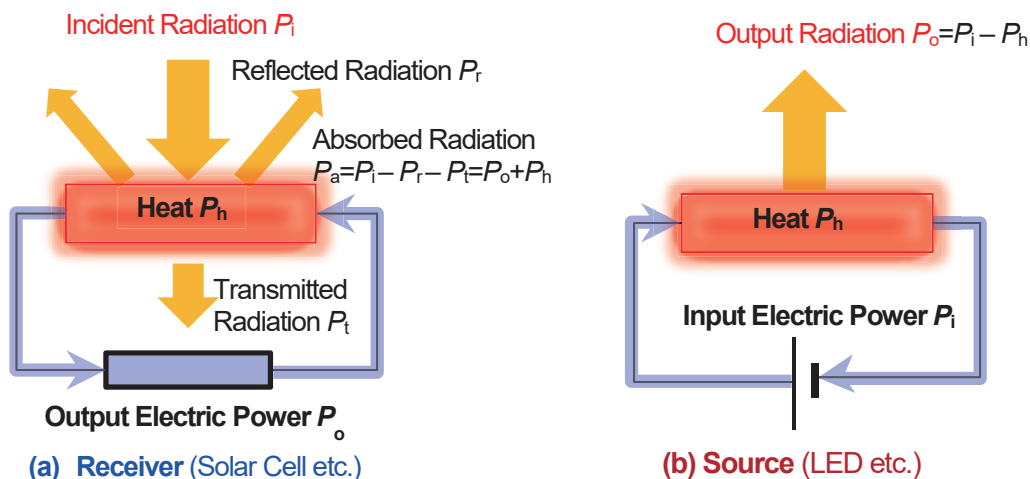 Incident Radiation Pi
Reflected Radiation Pr
Absorbed Radiation
Pa=Pi – Pr – Pt=Po+Ph
Heat Ph
Transmitted
Radiation Pt
Output Electric Power Po
(a) Receiver (Solar Cell etc.)
Output Radiation Po=Pi – Ph
Heat Ph
Input Electric Power Pi
(b) Source (LED etc.)